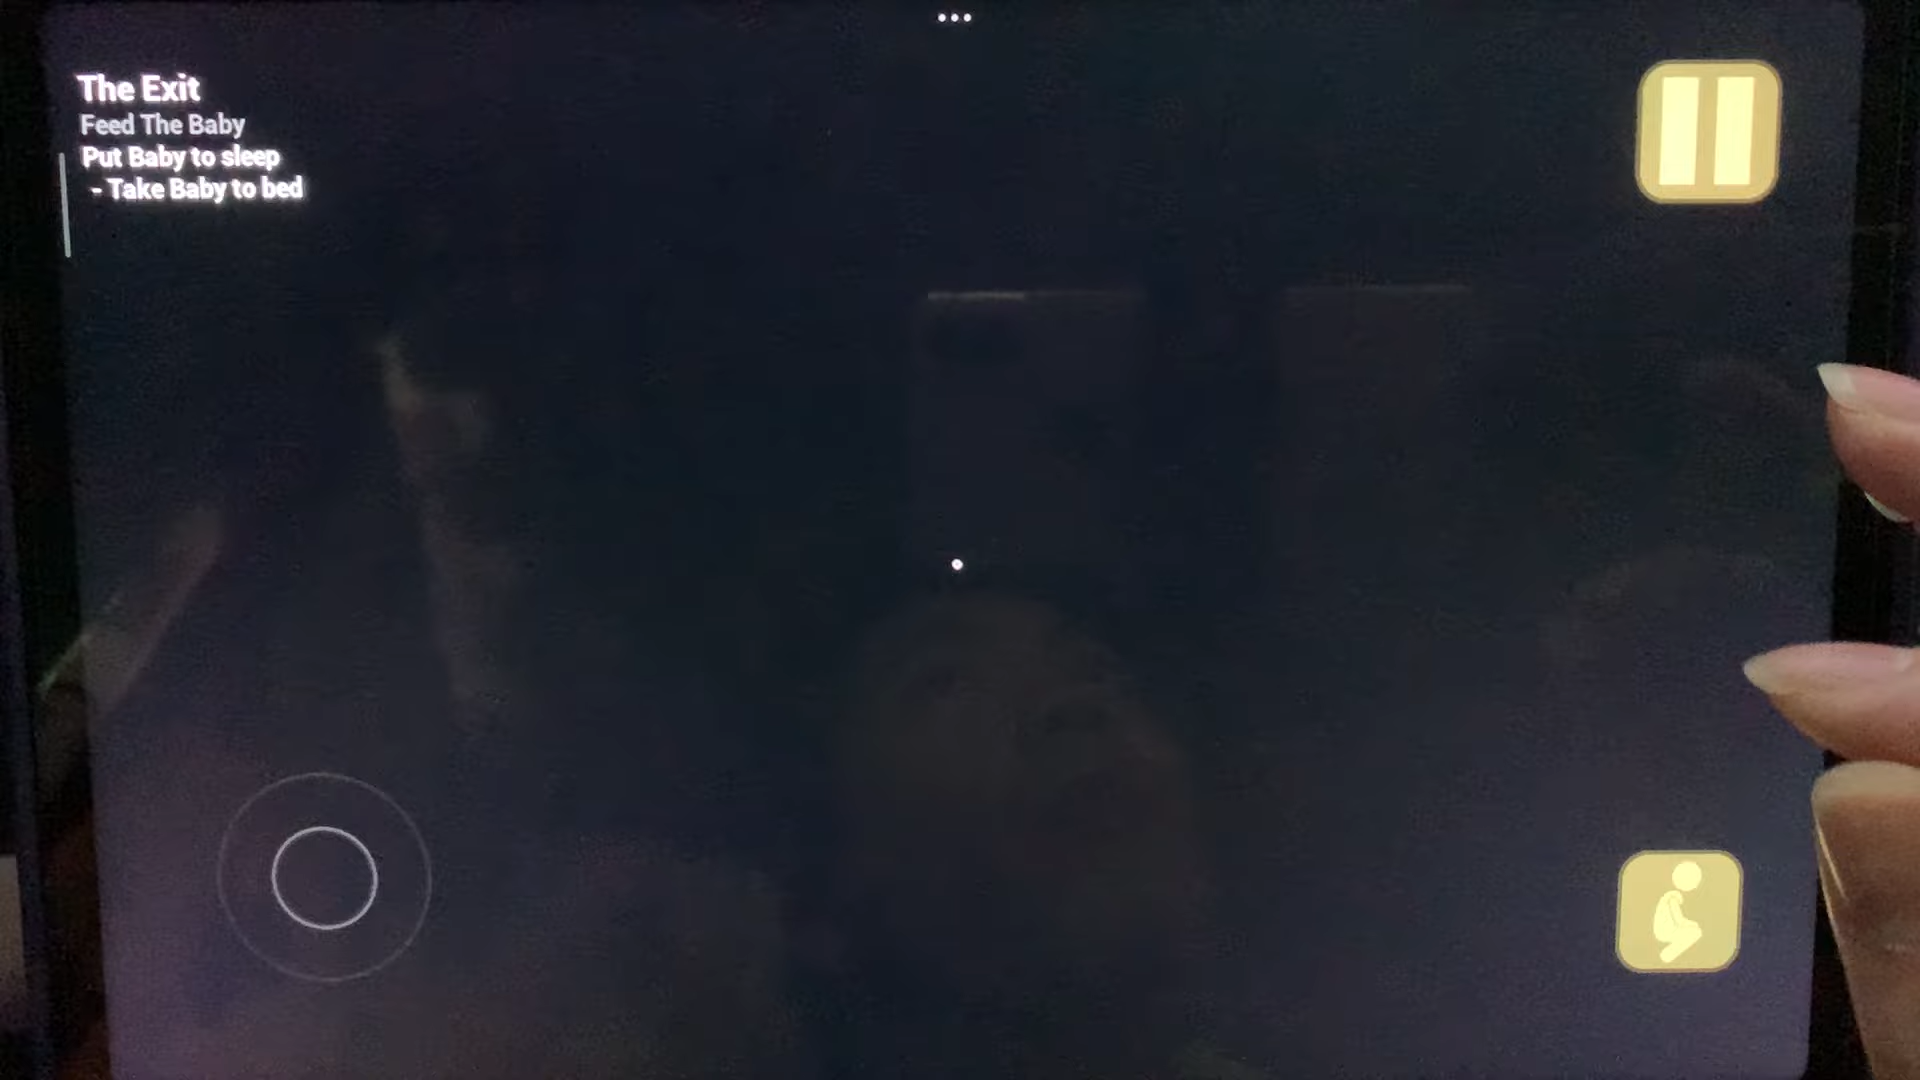 The Exit
Feed The Baby
Put Baby to sleep
- Take Baby to bed